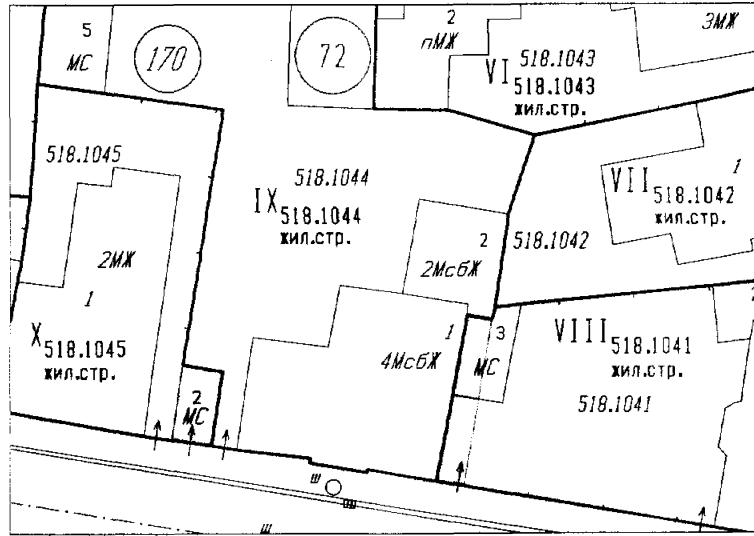 5
МС
170
72
2
пМЖ
3МЖ
VI
518.1043
518.1043
жил.стр.
518.1045
518.1044
IX
518.1044
жил.стр.
1
VII
518.1042
жил.стр.
518.1042
2
2МсбЖ
2МЖ
1
X
518.1045
жил.стр.
1
4МсбЖ
3
МС
VIII
518.1041
жил.стр.
518.1041
2
МС
ш
ш